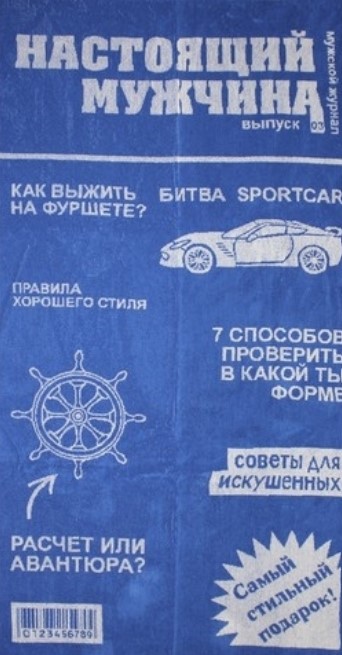 НАСТОЯЩИЙ
МУЖЧИНА
мужской журнал
выпуск 03
КАК ВЫЖИТЬ
НА ФУРШЕТЕ?
БИТВА SPORTCAR
ПРАВИЛА
ХОРОШЕГО СТИЛЯ
7 СПОСОБОВ
ПРОВЕРИТЬ
В КАКОЙ ТЫ
ФОРМЕ
советы для
искушенных
РАСЧЕТ ИЛИ
АВАНТЮРА?
Самый
стильный
подарок!
0123456789